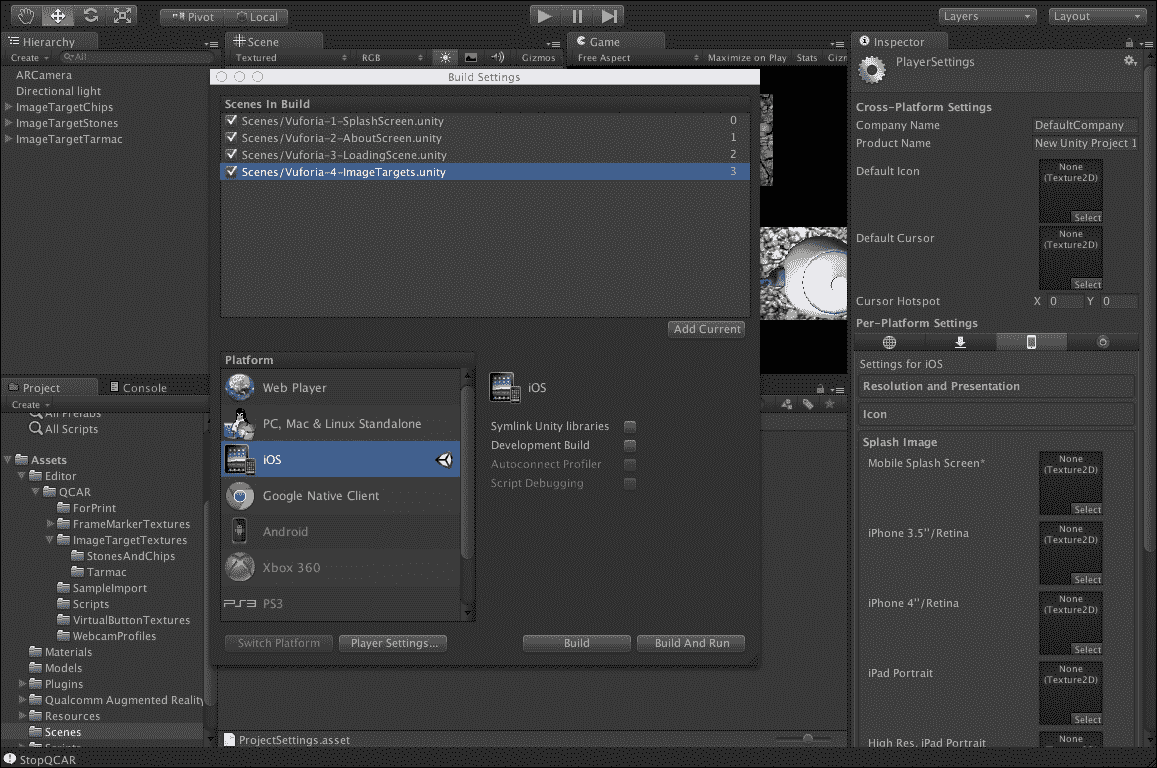 Pivot Local Layers Layout
Hierarchy
Create All
ARCamera
Directional light
ImageTargetChips
ImageTargetStones
ImageTargetTarmac
Scene
Textured RGB Gizmos
Game
Free Aspect Maximize on Play Stats Giz
Build Settings
Scenes In Build
Scenes/Vuforia-1-SplashScreen.unity 0
Scenes/Vuforia-2-AboutScreen.unity 1
Scenes/Vuforia-3-LoadingScene.unity 2
Scenes/Vuforia-4-ImageTargets.unity 3
Add Current
Platform
Web Player
PC, Mac & Linux Standalone
iOS
Google Native Client
Android
Xbox 360
PS3 PS3
iOS
Symlink Unity libraries
Development Build
Autoconnect Profiler
Script Debugging
Switch Platform Player Settings... Build Build And Run
Project Console
Create
All Prefabs
All Scripts
Assets
Editor
QCAR
ForPrint
FrameMarkerTextures
ImageTargetTextures
StonesAndChips
Tarmac
SampleImport
Scripts
VirtualButtonTextures
WebcamProfiles
Materials
Models
Plugins
Qualcomm Augmented Reality
Resources
Scenes
Scripts
ProjectSettings.asset
StopQCAR
Inspector
PlayerSettings
Cross-Platform Settings
Company Name DefaultCompany
Product Name New Unity Project 1
Default Icon None
(Texture2D)
Select
Default Cursor None
(Texture2D)
Select
Cursor Hotspot X 0 Y 0
Per-Platform Settings
Settings for iOS
Resolution and Presentation
Icon
Splash Image
Mobile Splash Screen* None
(Texture2D)
Select
iPhone 3.5''/Retina None
(Texture2D)
Select
iPhone 4''/Retina None
(Texture2D)
Select
iPad Portrait None
(Texture2D)
Select
High Res. iPad Portrait None